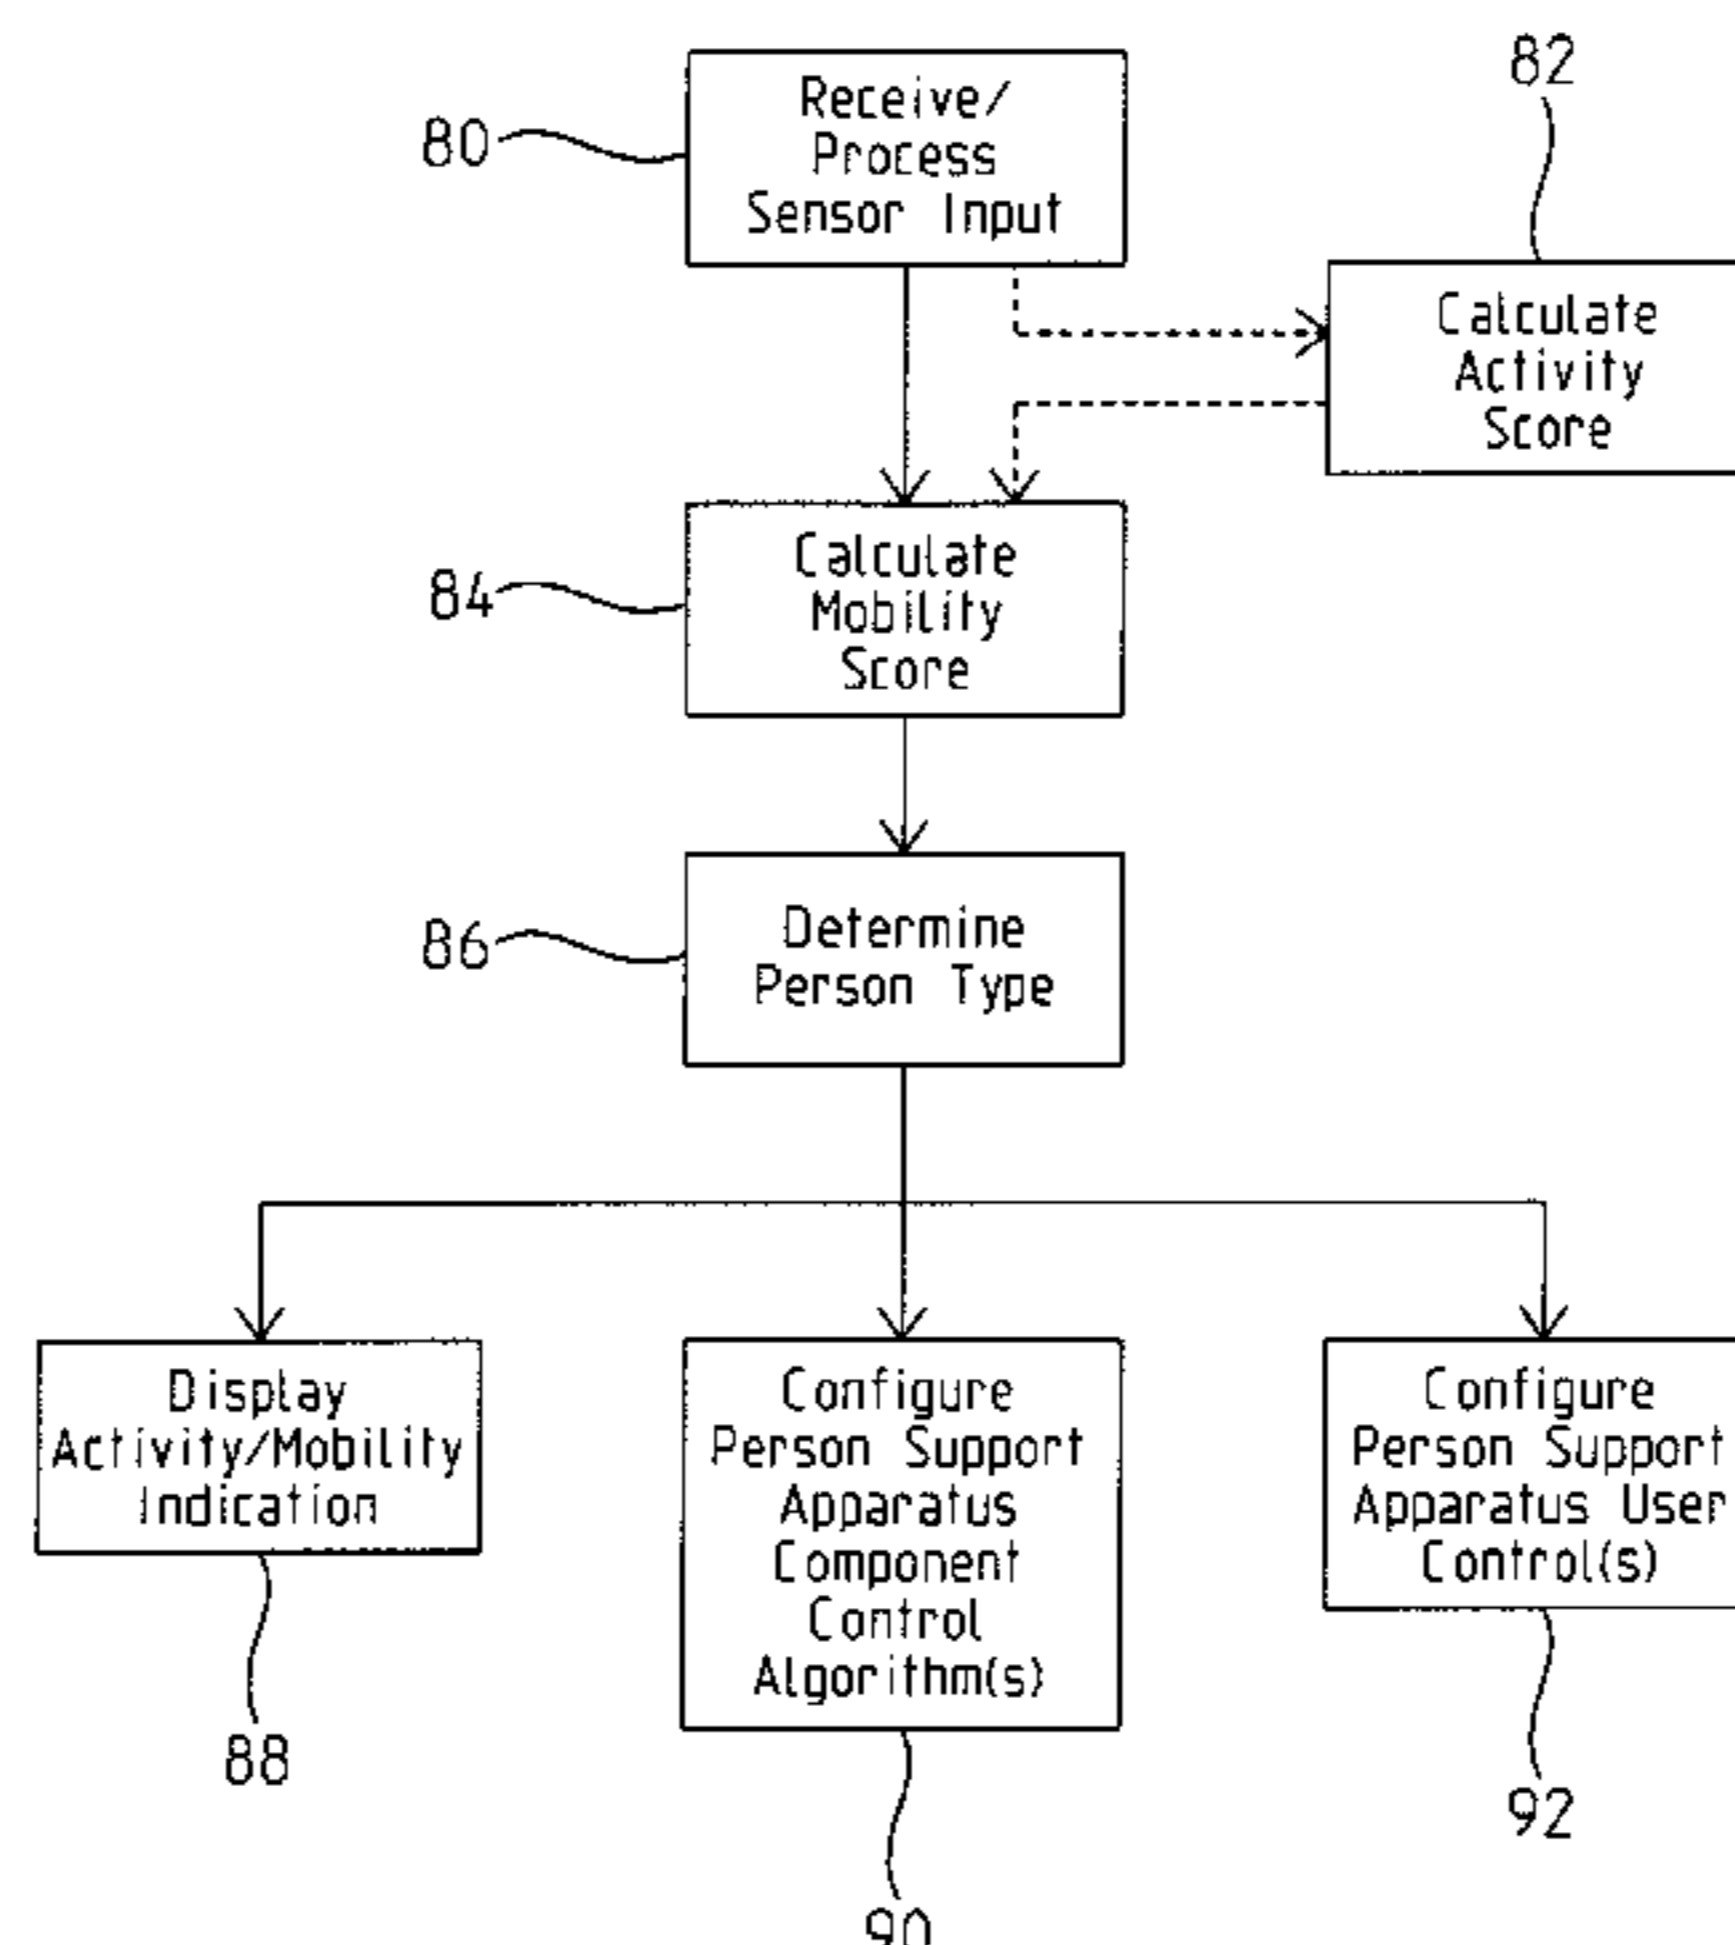 82
Receive/
Process
Sensor Input
80
Calculate
Activity
Score
Calculate
Mobility
Score
84
Determine
Person Type
86
Display
Activity/Mobility
Indication
Configure
Person Support
Apparatus
Component
Control
Algorithm(s)
Configure
Person Support
Apparatus User
Control(s)
88
92
90